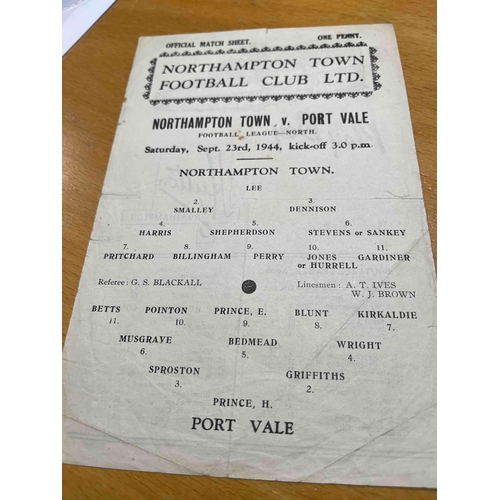 OFFICIAL MATCH SHEET. ONE PENNY.
NORTHAMPTON TOWN
FOOTBALL CLUB LTD.
NORTHAMPTON TOWN v. PORT VALE
FOOTBALL LEAGUE—NORTH.
Saturday, Sept. 23rd, 1944, kick-off 3.0 p.m.
NORTHAMPTON TOWN.
LEE
2. 3.
SMALLEY DENNISON
4. 5. 6.
HARRIS SHEPHERDSON STEVENS or SANKEY
7. 8. 9. 10. 11.
PRITCHARD BILLINGHAM PERRY JONES GARDINER
or HURRELL
Referee: G. S. BLACKALL Linesmen: A. T. IVES
W. J. BROWN
BETTS POINTON PRINCE, E. BLUNT KIRKALDIE
11. 10. 9. 8. 7.
MUSGRAVE BEDMEAD WRIGHT
6. 5. 4.
SPROSTON GRIFFITHS
3. 2.
PRINCE, H.
PORT VALE